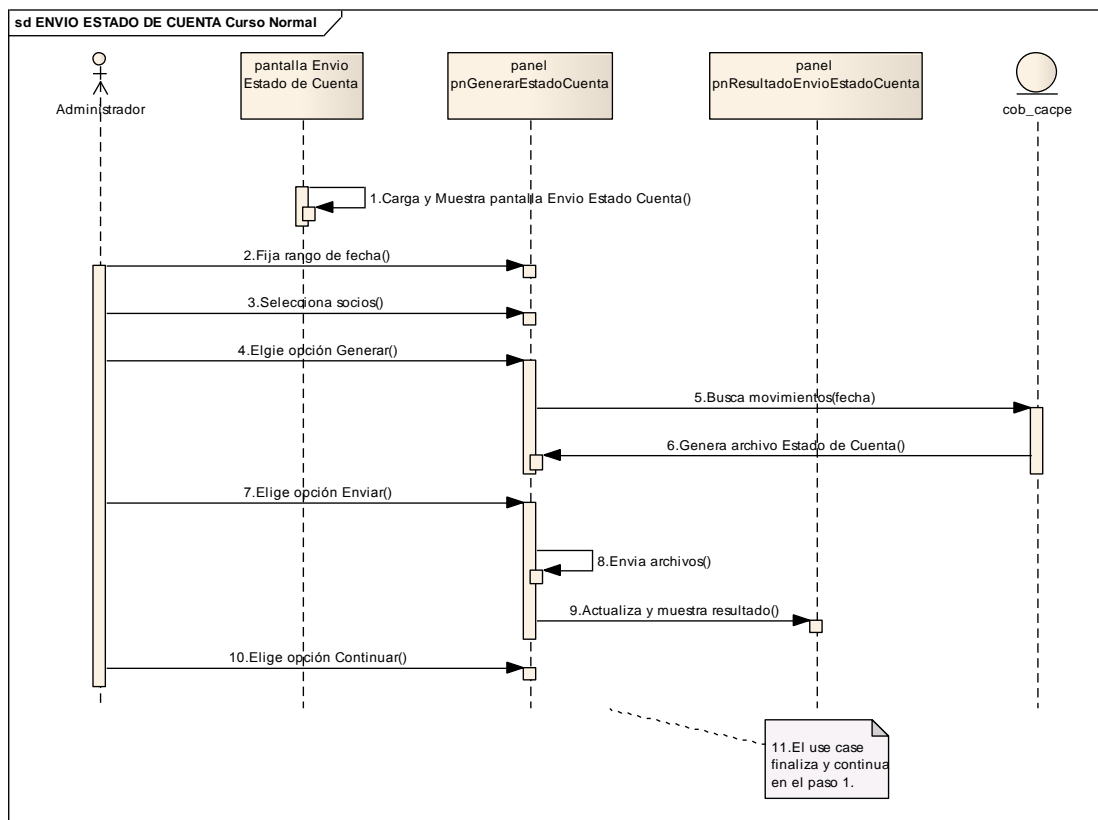 sd ENVIO ESTADO DE CUENTA Curso Normal
Administrador
pantalla Envio
Estado de Cuenta
panel
pnGenerarEstadoCuenta
panel
pnResultadoEnvioEstadoCuenta
cob_cacpe
1.Carga y Muestra pantalla Envio Estado Cuenta()
2.Fija rango de fecha()
3.Selecciona socios()
4.Elgie opción Generar()
5.Busca movimientos(fecha)
6.Genera archivo Estado de Cuenta()
7.Elige opción Enviar()
8.Envia archivos()
9.Actualiza y muestra resultado()
10.Elige opción Continuar()
11.El use case
finaliza y continua
en el paso 1.